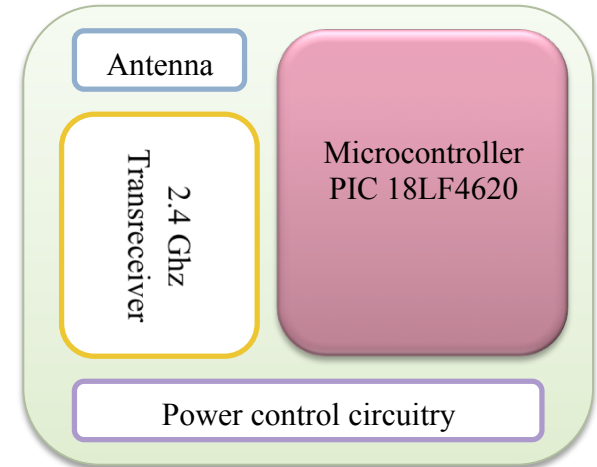 Antenna
2.4 Ghz
Transreceiver
Microcontroller
PIC 18LF4620
Power control circuitry